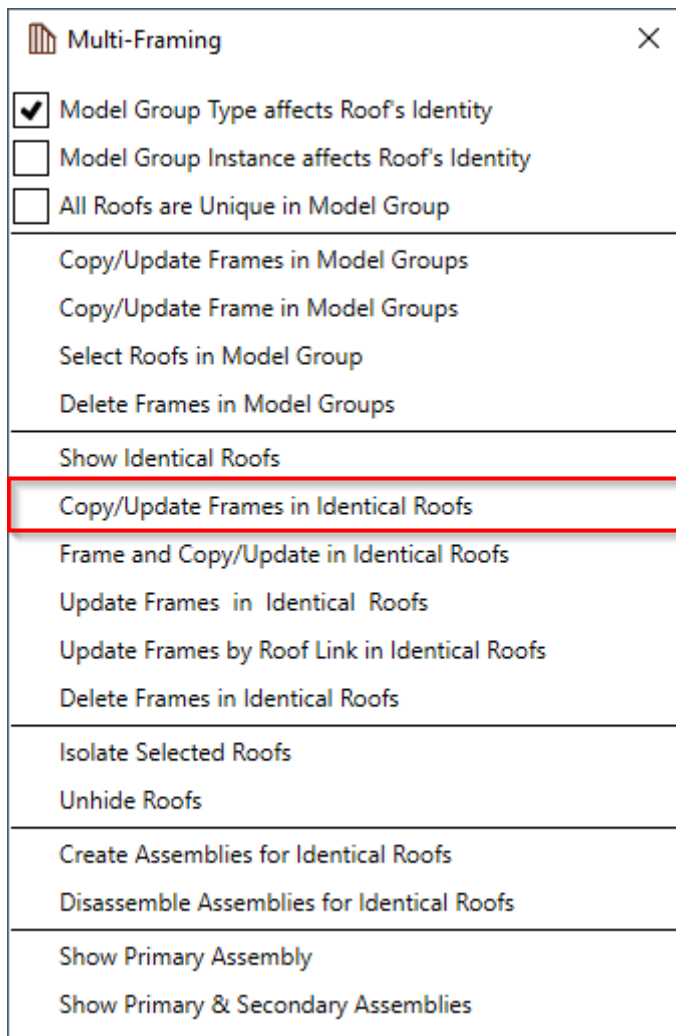 Multi-Framing
Model Group Type affects Roof's Identity
Model Group Instance affects Roof's Identity
All Roofs are Unique in Model Group
Copy/Update Frames in Model Groups
Copy/Update Frame in Model Groups
Select Roofs in Model Group
Delete Frames in Model Groups
Show Identical Roofs
Copy/Update Frames in Identical Roofs
Frame and Copy/Update in Identical Roofs
Update Frames  in  Identical  Roofs
Update Frames by Roof Link in Identical Roofs
Delete Frames in Identical Roofs
Isolate Selected Roofs
Unhide Roofs
Create Assemblies for Identical Roofs
Disassemble Assemblies for Identical Roofs
Show Primary Assembly
Show Primary & Secondary Assemblies